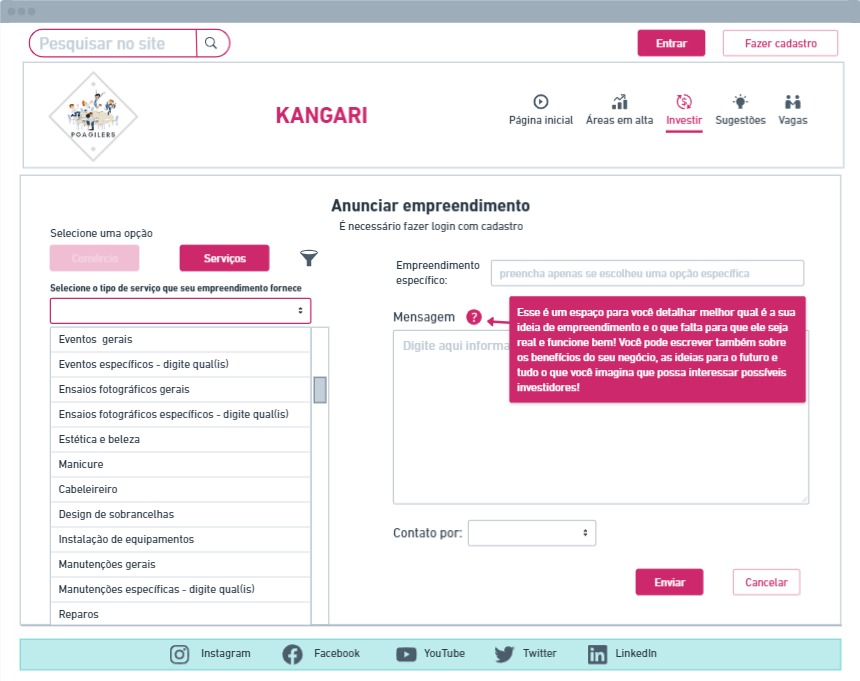 Pesquisar no site
Entrar
Fazer cadastro
POAGILERS
KANGARI
Página inicial
Áreas em alta
Investir
Sugestões
Vagas
Anunciar empreendimento
É necessário fazer login com cadastro
Selecione uma opção
Comércio
Serviços
Selecione o tipo de serviço que seu empreendimento fornece
Eventos gerais
Eventos específicos - digite qual(is)
Ensaios fotográficos gerais
Ensaios fotográficos específicos - digite qual(is)
Estética e beleza
Manicure
Cabeleireiro
Design de sobrancelhas
Instalação de equipamentos
Manutenções gerais
Manutenções específicas - digite qual(is)
Reparos
Empreendimento
específico:
preencha apenas se escolheu uma opção específica
Mensagem ?
Digite aqui informa
Esse é um espaço para você detalhar melhor qual é a sua
ideia de empreendimento e o que falta para que ele seja
real e funcione bem! Você pode escrever também sobre
os benefícios do seu negócio, as ideias para o futuro e
tudo o que você imagina que possa interessar possíveis
investidores!
Contato por:
Enviar
Cancelar
Instagram
Facebook
YouTube
Twitter
LinkedIn